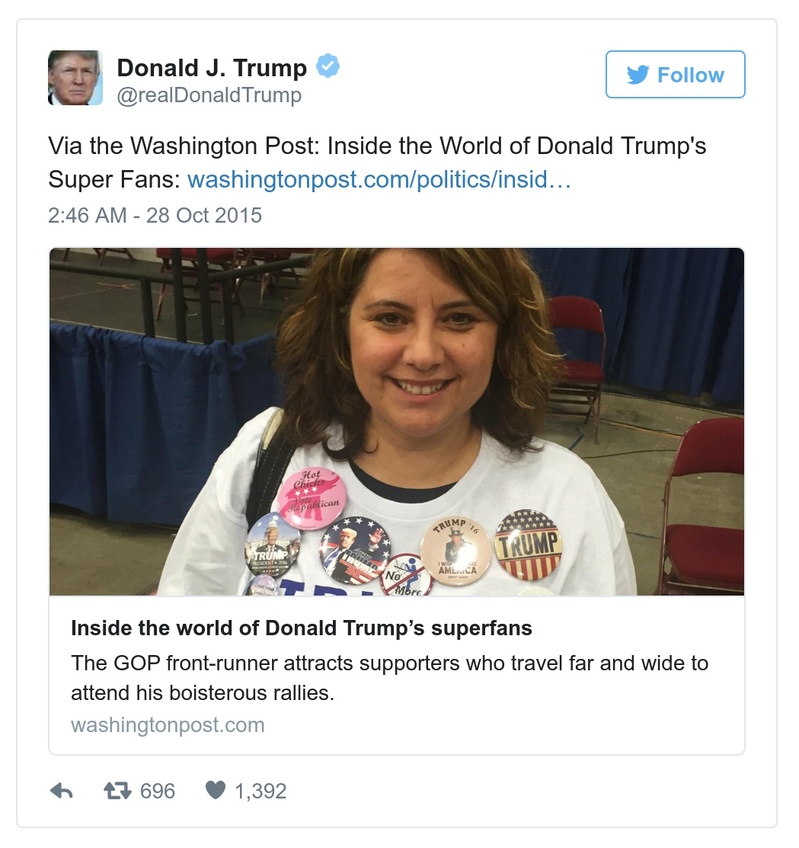 Donald J. Trump
@realDonaldTrump
Follow
Via the Washington Post: Inside the World of Donald Trump's
Super Fans: washingtonpost.com/politics/insid…
2:46 AM - 28 Oct 2015
Hot
Chicks
Vote
Republican
TRUMP
TRUMP
TRUMP '16
AMERICA
TRUMP
No
More
Inside the world of Donald Trump’s superfans
The GOP front-runner attracts supporters who travel far and wide to
attend his boisterous rallies.
washingtonpost.com
696 1,392